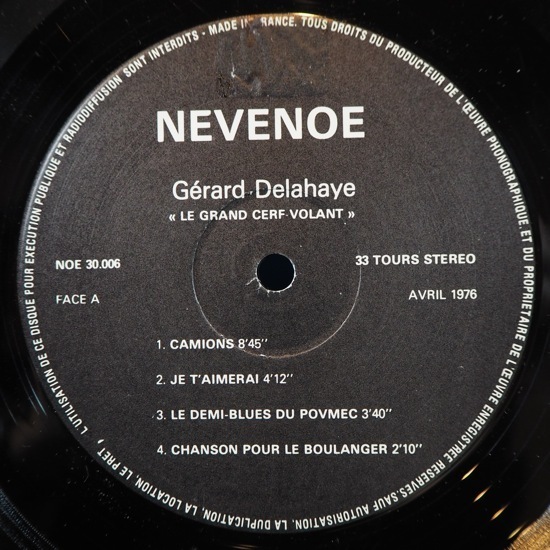 NEVENOE
Gérard Delahaye
« LE GRAND CERF-VOLANT »
NOE 30.006
33 TOURS STEREO
FACE A
AVRIL 1976
1. CAMIONS 8'45''
2. JE T'AIMERAI 4'12''
3. LE DEMI-BLUES DU POVMEC 3'40''
4. CHANSON POUR LE BOULANGER 2'10''
TOUS DROITS DU PRODUCTEUR DE L'ŒUVRE PHONOGRAPHIQUE ET DU PROPRIETAIRE DE L'ŒUVRE ENREGISTREE RESERVES. SAUF AUTORISATION, LA DUPLICATION, LA LOCATION, LE PRET, L'UTILISATION DE CE DISQUE POUR EXECUTION PUBLIQUE ET RADIODIFFUSION SONT INTERDITS - MADE IN FRANCE.